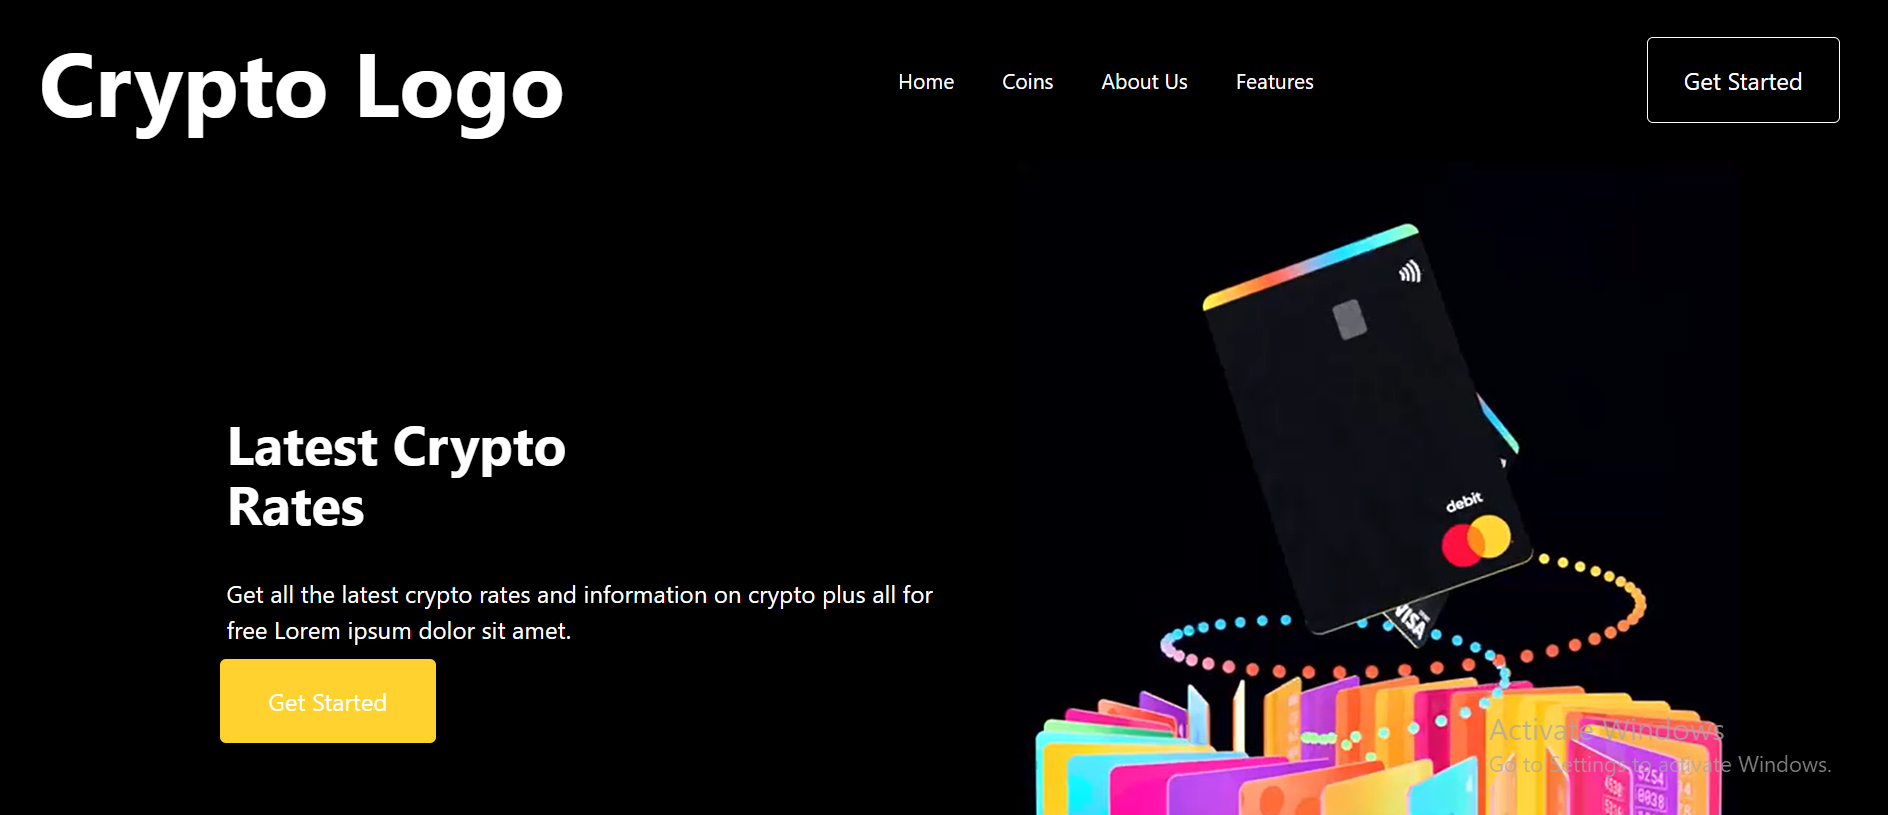 Crypto Logo
Home
Coins
About Us
Features
Get Started
Latest Crypto
Rates
Get all the latest crypto rates and information on crypto plus all for
free Lorem ipsum dolor sit amet.
Get Started
debit
VISA
Activate Windows
Go to Settings to activate Windows.
5254
0038